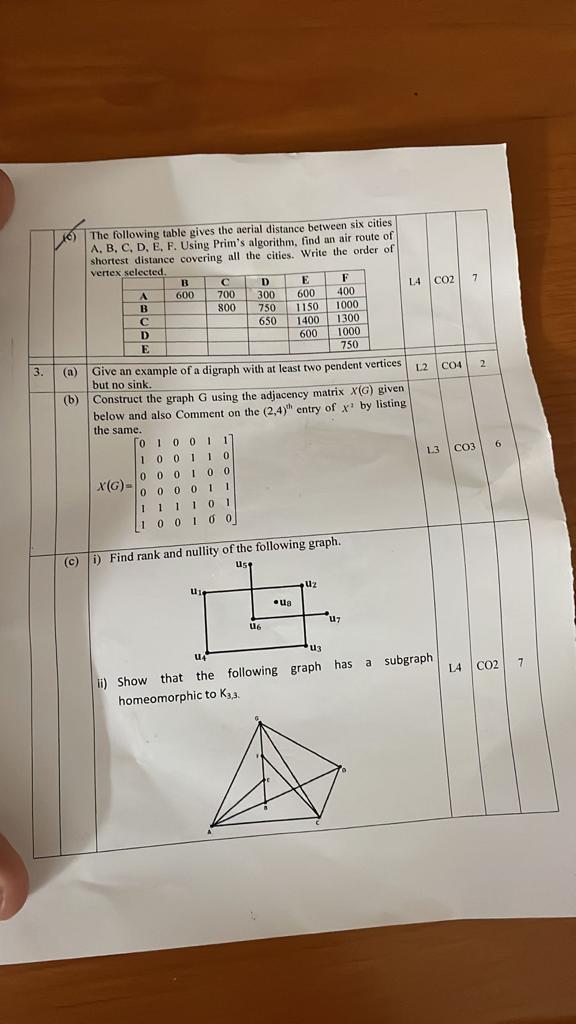 (c) The following table gives the aerial distance between six cities
A, B, C, D, E, F. Using Prim's algorithm, find an air route of
shortest distance covering all the cities. Write the order of
vertex selected.
B C D E F
A 600 700 300 600 400
B 800 750 1150 1000
C 650 1400 1300
D 600 1000
E 750
L4 CO2 7
3. (a) Give an example of a digraph with at least two pendent vertices
but no sink.
L2 CO4 2
(b) Construct the graph G using the adjacency matrix X(G) given
below and also Comment on the (2,4)th entry of X² by listing
the same.
0 1 0 0 1 1
1 0 0 1 1 0
0 0 0 1 0 0
X(G)= 0 0 0 0 1 1
1 1 1 1 0 1
1 0 0 1 0 0
L3 CO3 6
(c) i) Find rank and nullity of the following graph.
u5
u1 u2
u8
u6 u7
u4 u3
ii) Show that the following graph has a subgraph
homeomorphic to K3,3.
L4 CO2 7
G
F
D
E
B
A C